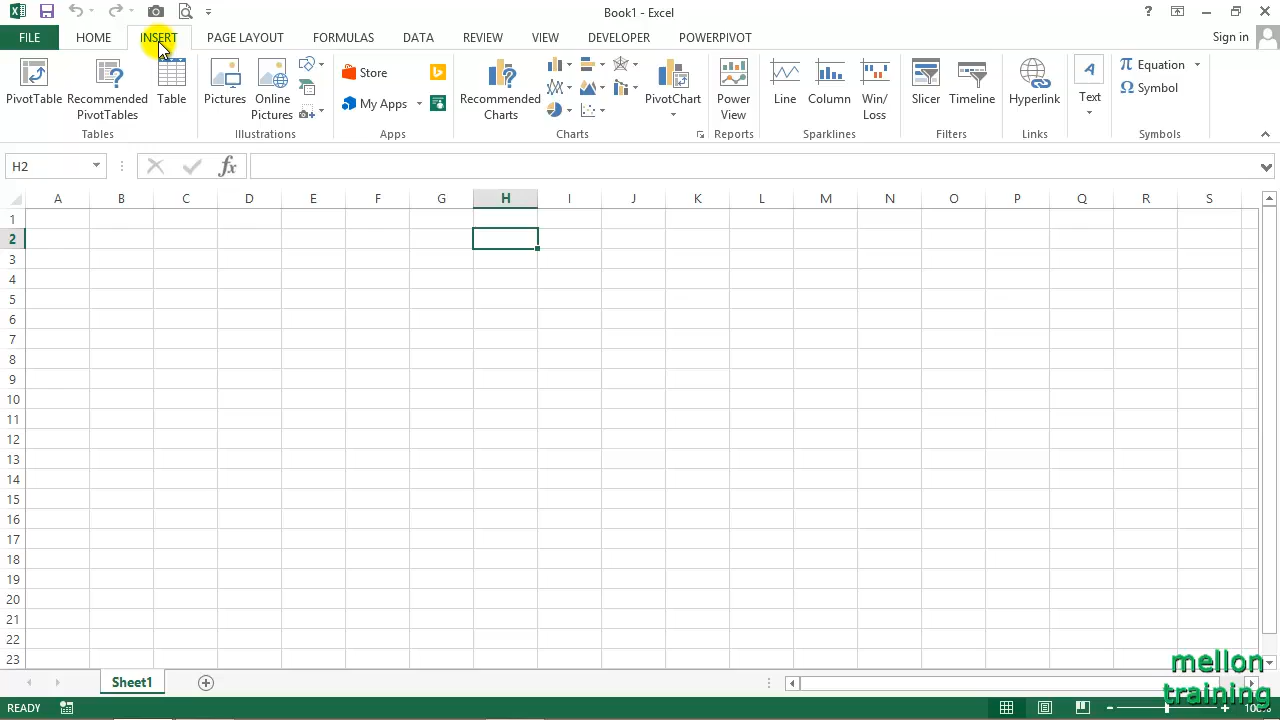 Book1 - Excel
?
FILE HOME INSERT PAGE LAYOUT FORMULAS DATA REVIEW VIEW DEVELOPER POWERPIVOT Sign in
PivotTable Recommended PivotTables Table
Tables
Pictures Online Pictures
Illustrations
Store
My Apps
Apps
Recommended Charts
PivotChart
Charts
Power View
Reports
Line Column Win/ Loss
Sparklines
Slicer Timeline
Filters
Hyperlink
Links
A
Text
π Equation
Ω Symbol
Symbols
H2 fx
A B C D E F G H I J K L M N O P Q R S
1
2
3
4
5
6
7
8
9
10
11
12
13
14
15
16
17
18
19
20
21
22
23
Sheet1
mellon
training
READY 100%